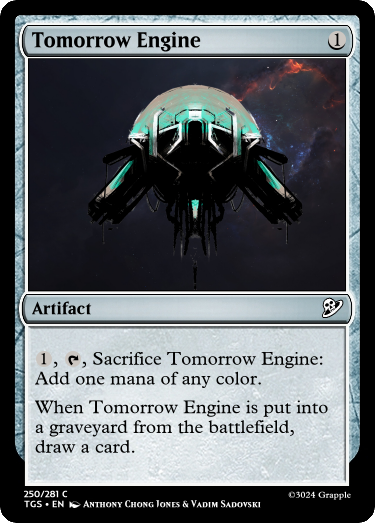 Tomorrow Engine 1
Artifact
1, , Sacrifice Tomorrow Engine:
Add one mana of any color.
When Tomorrow Engine is put into
a graveyard from the battlefield,
draw a card.
250/281 C
TGS • EN Anthony Chong Jones & Vadim Sadovski
©3024 Grapple